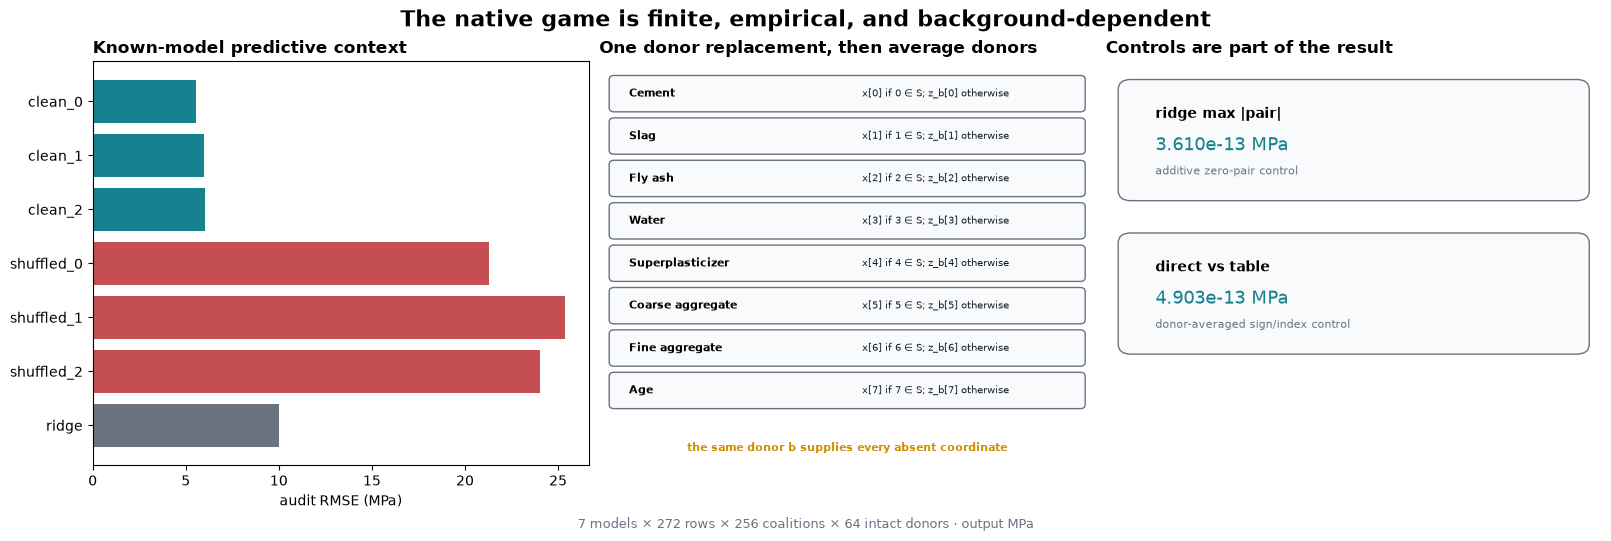 The native game is finite, empirical, and background-dependent
Known-model predictive context
clean_0
clean_1
clean_2
shuffled_0
shuffled_1
shuffled_2
ridge
0 5 10 15 20 25
audit RMSE (MPa)
One donor replacement, then average donors
Cement x[0] if 0 ∈ S; z_b[0] otherwise
Slag x[1] if 1 ∈ S; z_b[1] otherwise
Fly ash x[2] if 2 ∈ S; z_b[2] otherwise
Water x[3] if 3 ∈ S; z_b[3] otherwise
Superplasticizer x[4] if 4 ∈ S; z_b[4] otherwise
Coarse aggregate x[5] if 5 ∈ S; z_b[5] otherwise
Fine aggregate x[6] if 6 ∈ S; z_b[6] otherwise
Age x[7] if 7 ∈ S; z_b[7] otherwise
the same donor b supplies every absent coordinate
Controls are part of the result
ridge max |pair|
3.610e-13 MPa
additive zero-pair control
direct vs table
4.903e-13 MPa
donor-averaged sign/index control
7 models × 272 rows × 256 coalitions × 64 intact donors · output MPa